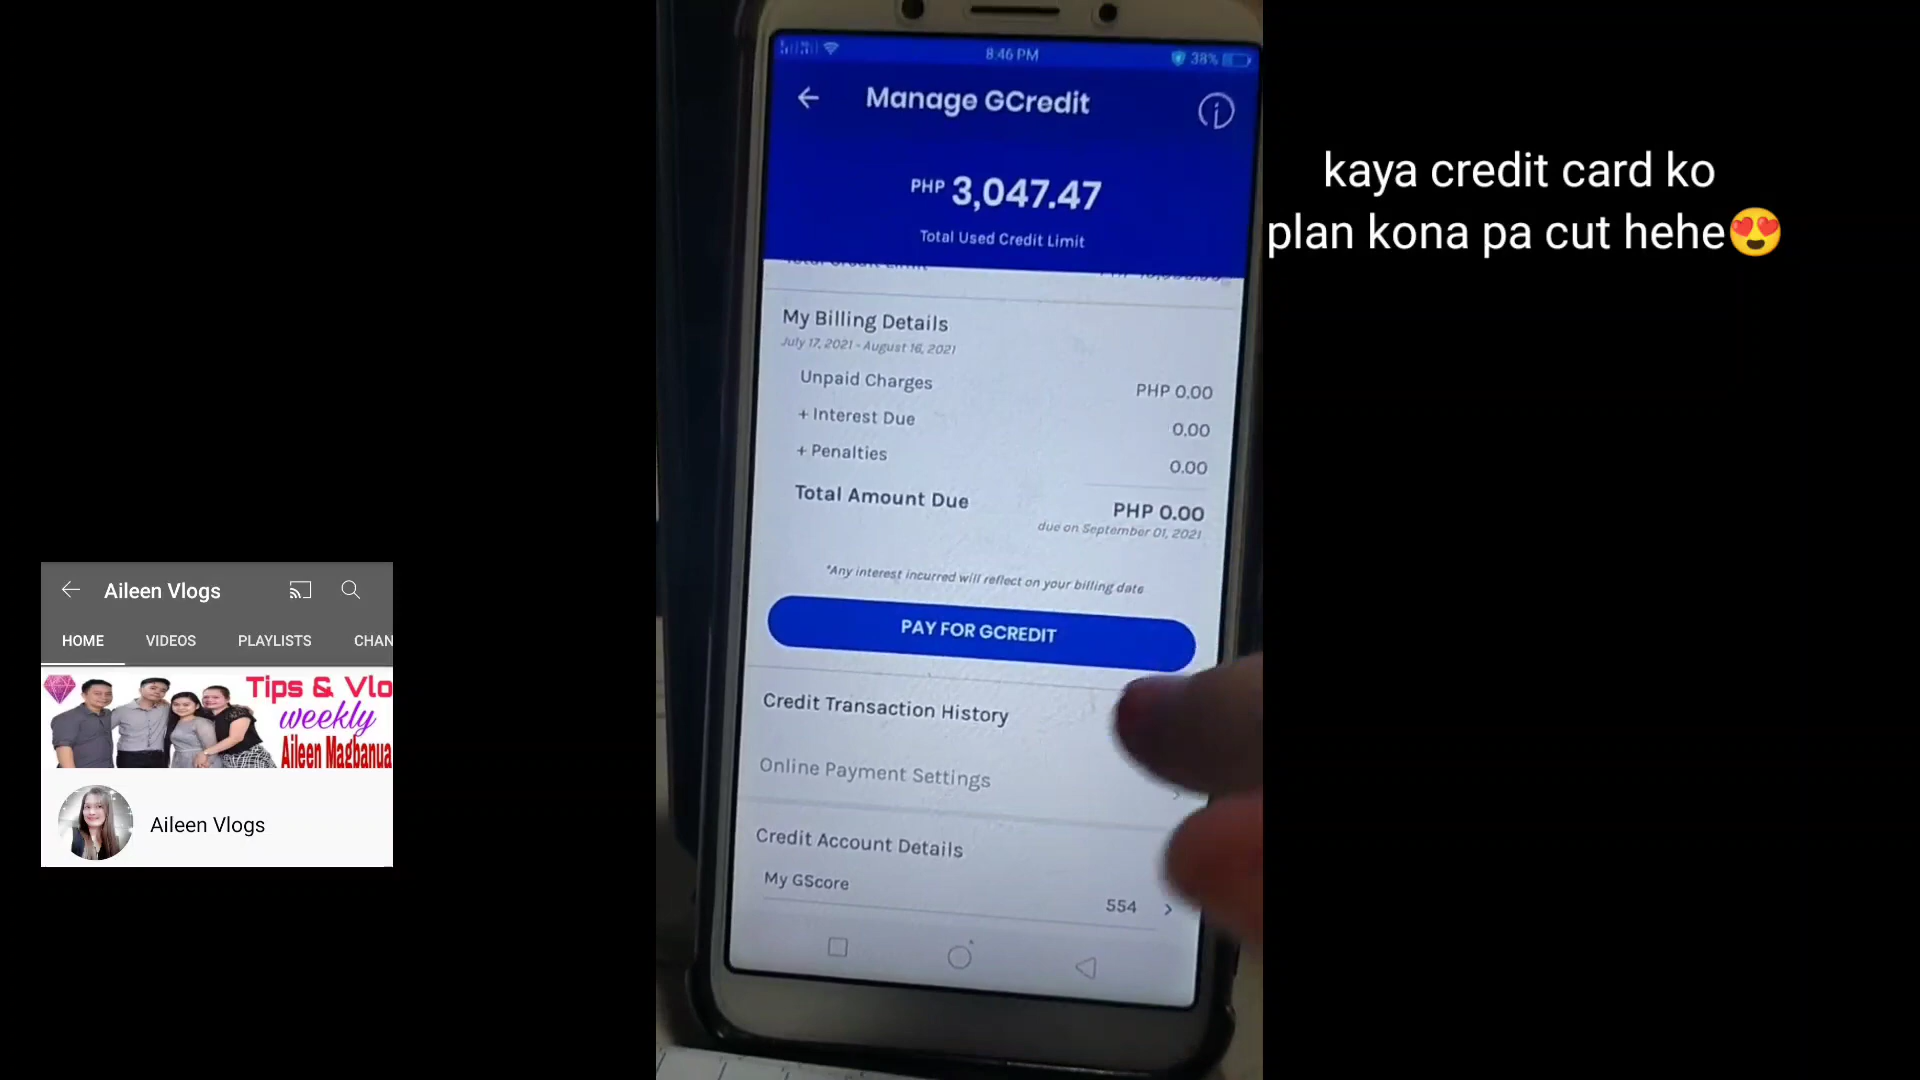 8:46 PM
38%
Manage GCredit
PHP 3,047.47
Total Used Credit Limit
My Billing Details
July 17, 2021 - August 16, 2021
Unpaid Charges PHP 0.00
+ Interest Due 0.00
+ Penalties 0.00
Total Amount Due PHP 0.00
due on September 01, 2021
*Any interest incurred will reflect on your billing date
PAY FOR GCREDIT
Credit Transaction History
Online Payment Settings
Credit Account Details
My GScore 554
kaya credit card ko
plan kona pa cut hehe😍
Aileen Vlogs
HOME VIDEOS PLAYLISTS CHAN
Tips & Vlo
weekly
Aileen Magbanua
Aileen Vlogs